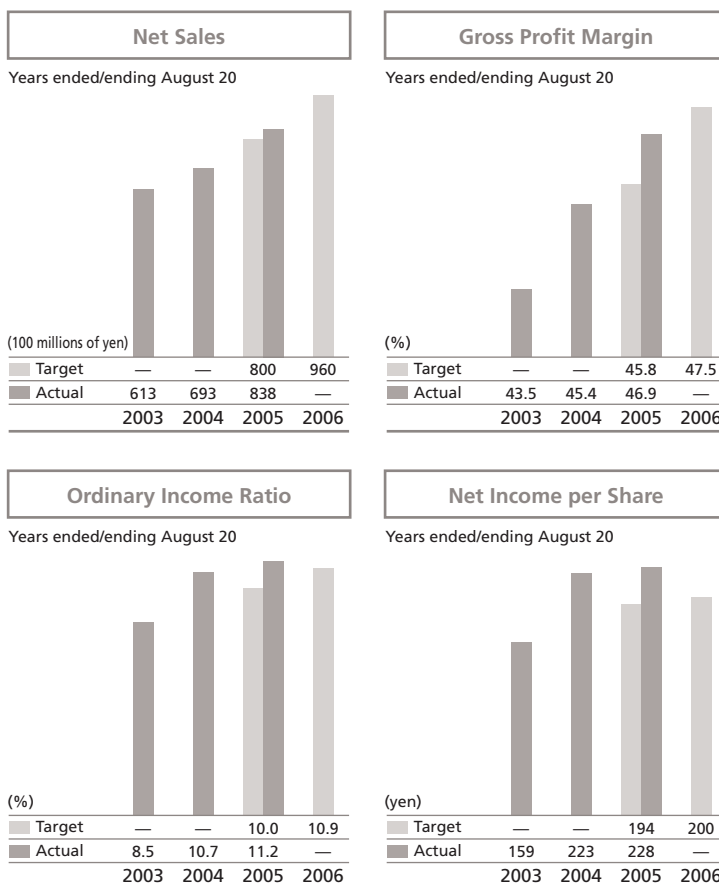 Net Sales
Years ended/ending August 20
(100 millions of yen)
Target — — 800 960
Actual 613 693 838 —
2003 2004 2005 2006
Gross Profit Margin
Years ended/ending August 20
(%)
Target — — 45.8 47.5
Actual 43.5 45.4 46.9 —
2003 2004 2005 2006
Ordinary Income Ratio
Years ended/ending August 20
(%)
Target — — 10.0 10.9
Actual 8.5 10.7 11.2 —
2003 2004 2005 2006
Net Income per Share
Years ended/ending August 20
(yen)
Target — — 194 200
Actual 159 223 228 —
2003 2004 2005 2006